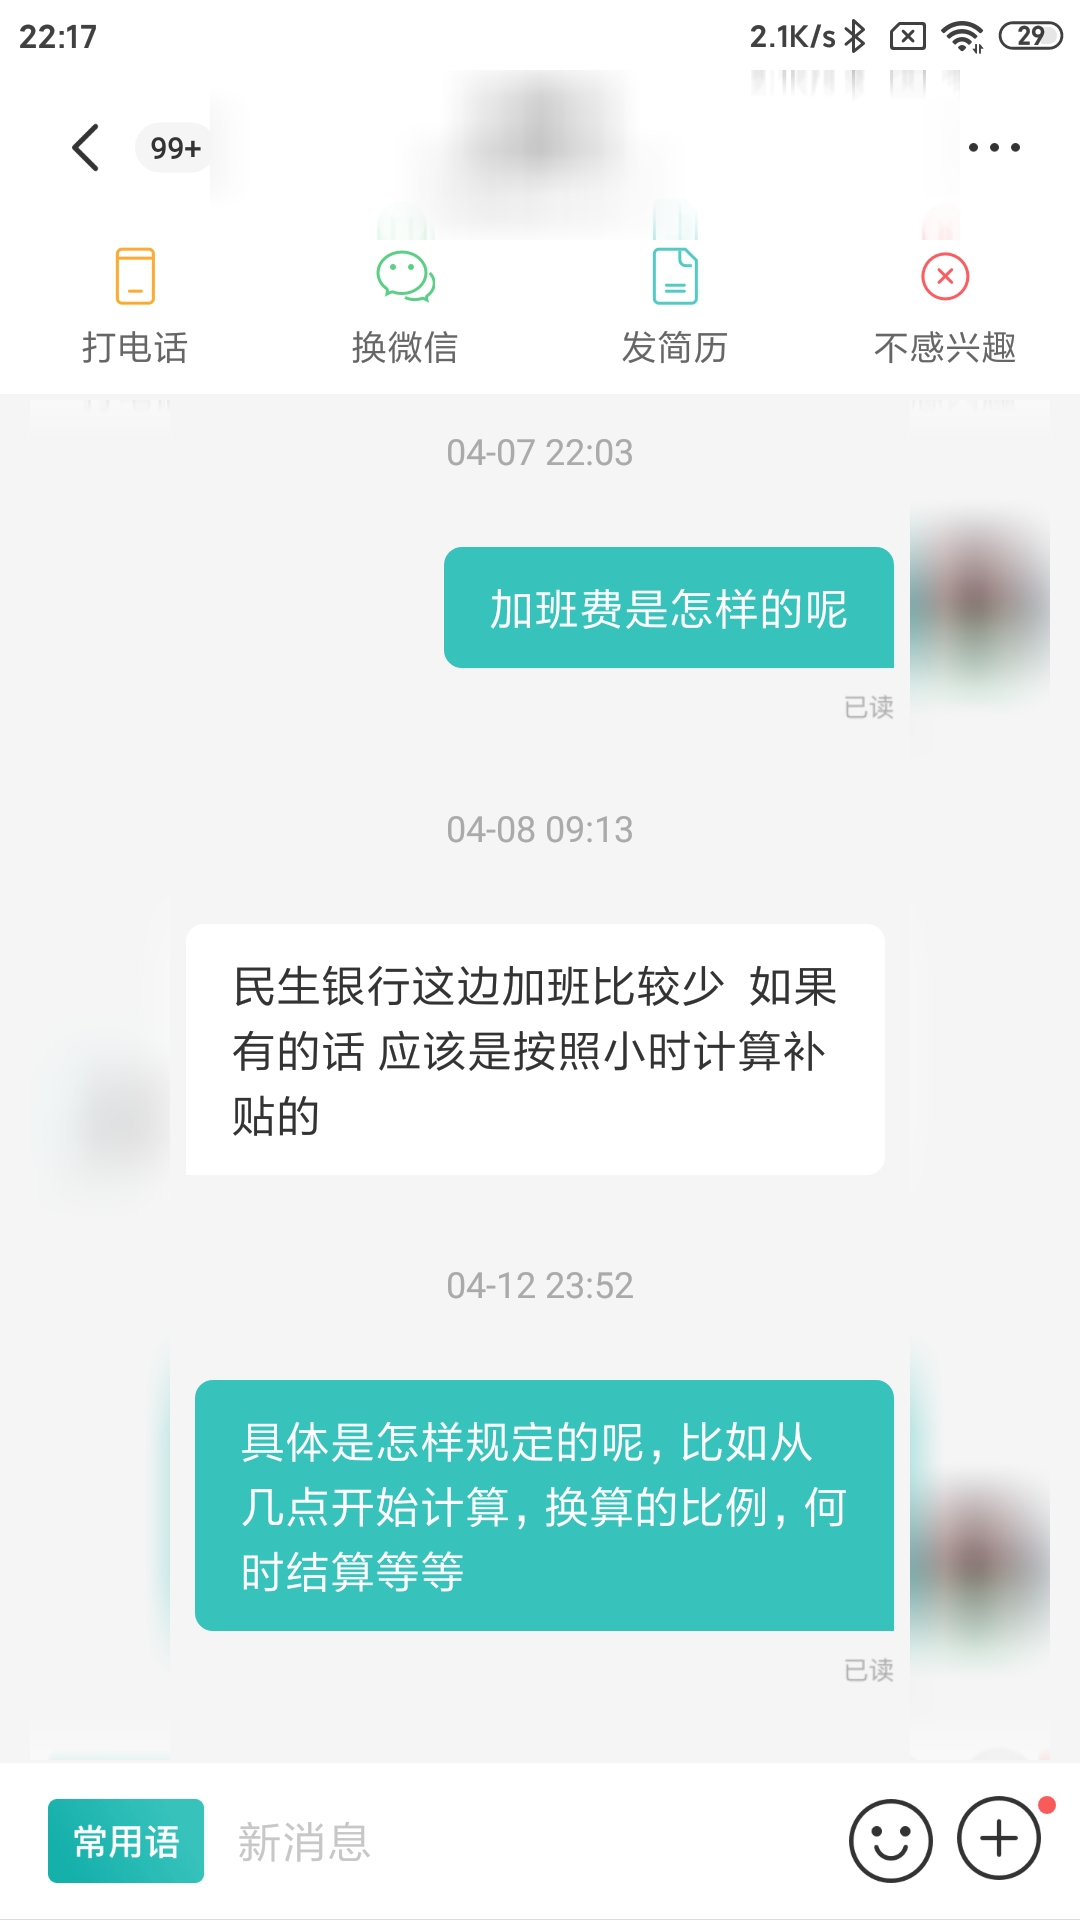 22:17
2.1K/s
29
99+
打电话
换微信
发简历
不感兴趣
04-07 22:03
加班费是怎样的呢
已读
04-08 09:13
民生银行这边加班比较少 如果
有的话 应该是按照小时计算补
贴的
04-12 23:52
具体是怎样规定的呢，比如从
几点开始计算，换算的比例，何
时结算等等
已读
常用语
新消息